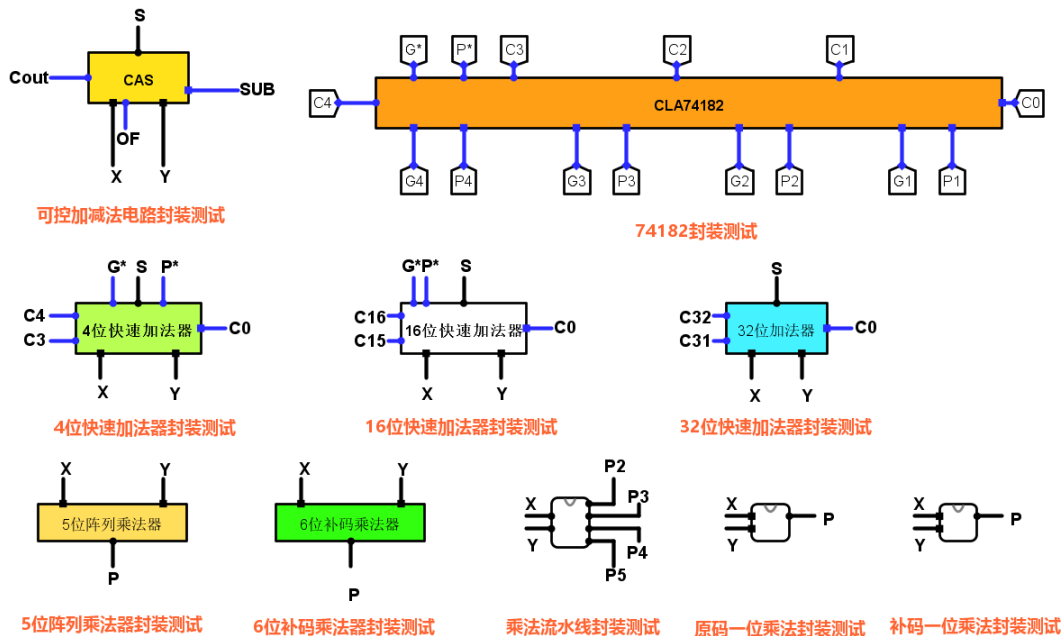 S
Cout
CAS
SUB
OF
X
Y
可控加减法电路封装测试
G*
P*
C3
C2
C1
C4
CLA74182
C0
G4
P4
G3
P3
G2
P2
G1
P1
74182封装测试
G*
S
P*
C4
C3
4位快速加法器
C0
X
Y
4位快速加法器封装测试
G*
P*
S
C16
C15
16位快速加法器
C0
X
Y
16位快速加法器封装测试
S
C32
C31
32位加法器
C0
X
Y
32位快速加法器封装测试
X
Y
5位阵列乘法器
P
5位阵列乘法器封装测试
X
Y
6位补码乘法器
P
6位补码乘法器封装测试
P2
X
P3
Y
P4
P5
乘法流水线封装测试
X
P
Y
原码一位乘法封装测试
X
P
Y
补码一位乘法封装测试